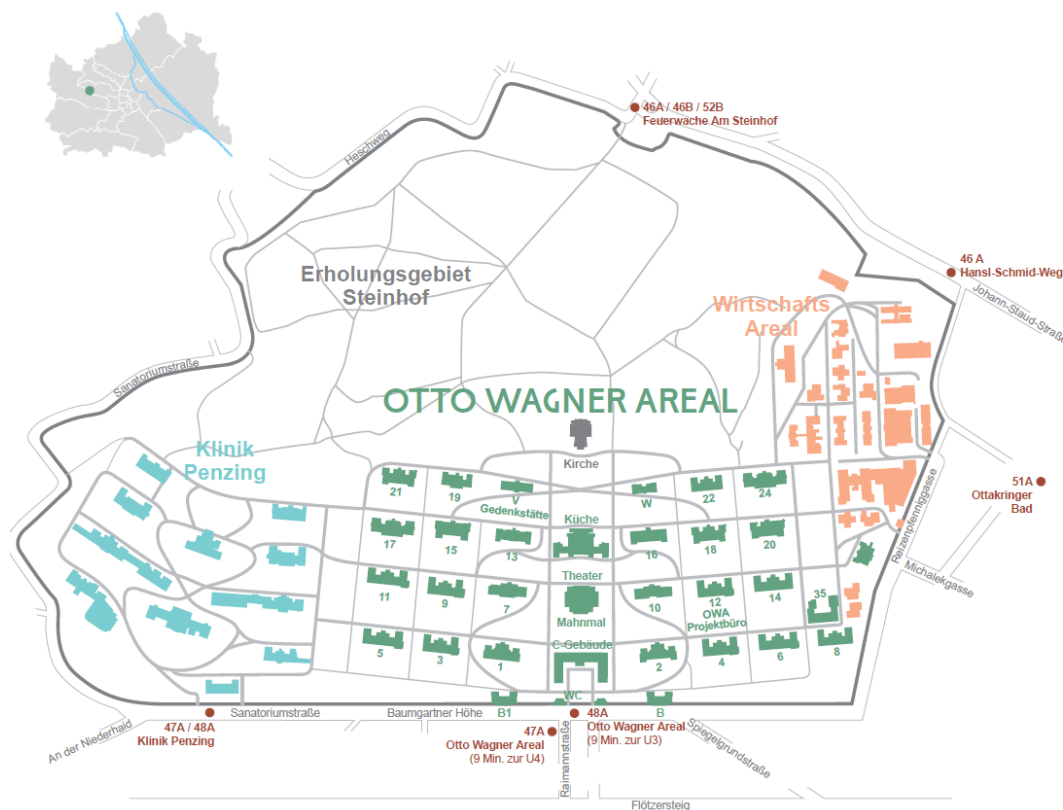 46A / 46B / 52B
Feuerwache Am Steinhof
Heschweg
46 A
Hansl-Schmid-Weg
Johann-Staud-Straße
Erholungsgebiet
Steinhof
Wirtschafts
Areal
Sanatoriumstraße
OTTO WAGNER AREAL
Klinik
Penzing
Kirche
51A
Ottakringer
Bad
Reizenpfenniggasse
Michalekgasse
21
19
V
Gedenkstätte
W
22
24
Küche
17
15
13
16
18
20
Theater
11
9
7
10
12
OWA
Projektbüro
14
35
Mahnmal
C-Gebäude
5
3
1
2
4
6
8
WC
B1
B
Sanatoriumstraße
Baumgartner Höhe
An der Niederhaid
47A / 48A
Klinik Penzing
47A
Otto Wagner Areal
(9 Min. zur U4)
48A
Otto Wagner Areal
(9 Min. zur U3)
Raimannstraße
Spiegelgrundstraße
Flötzersteig